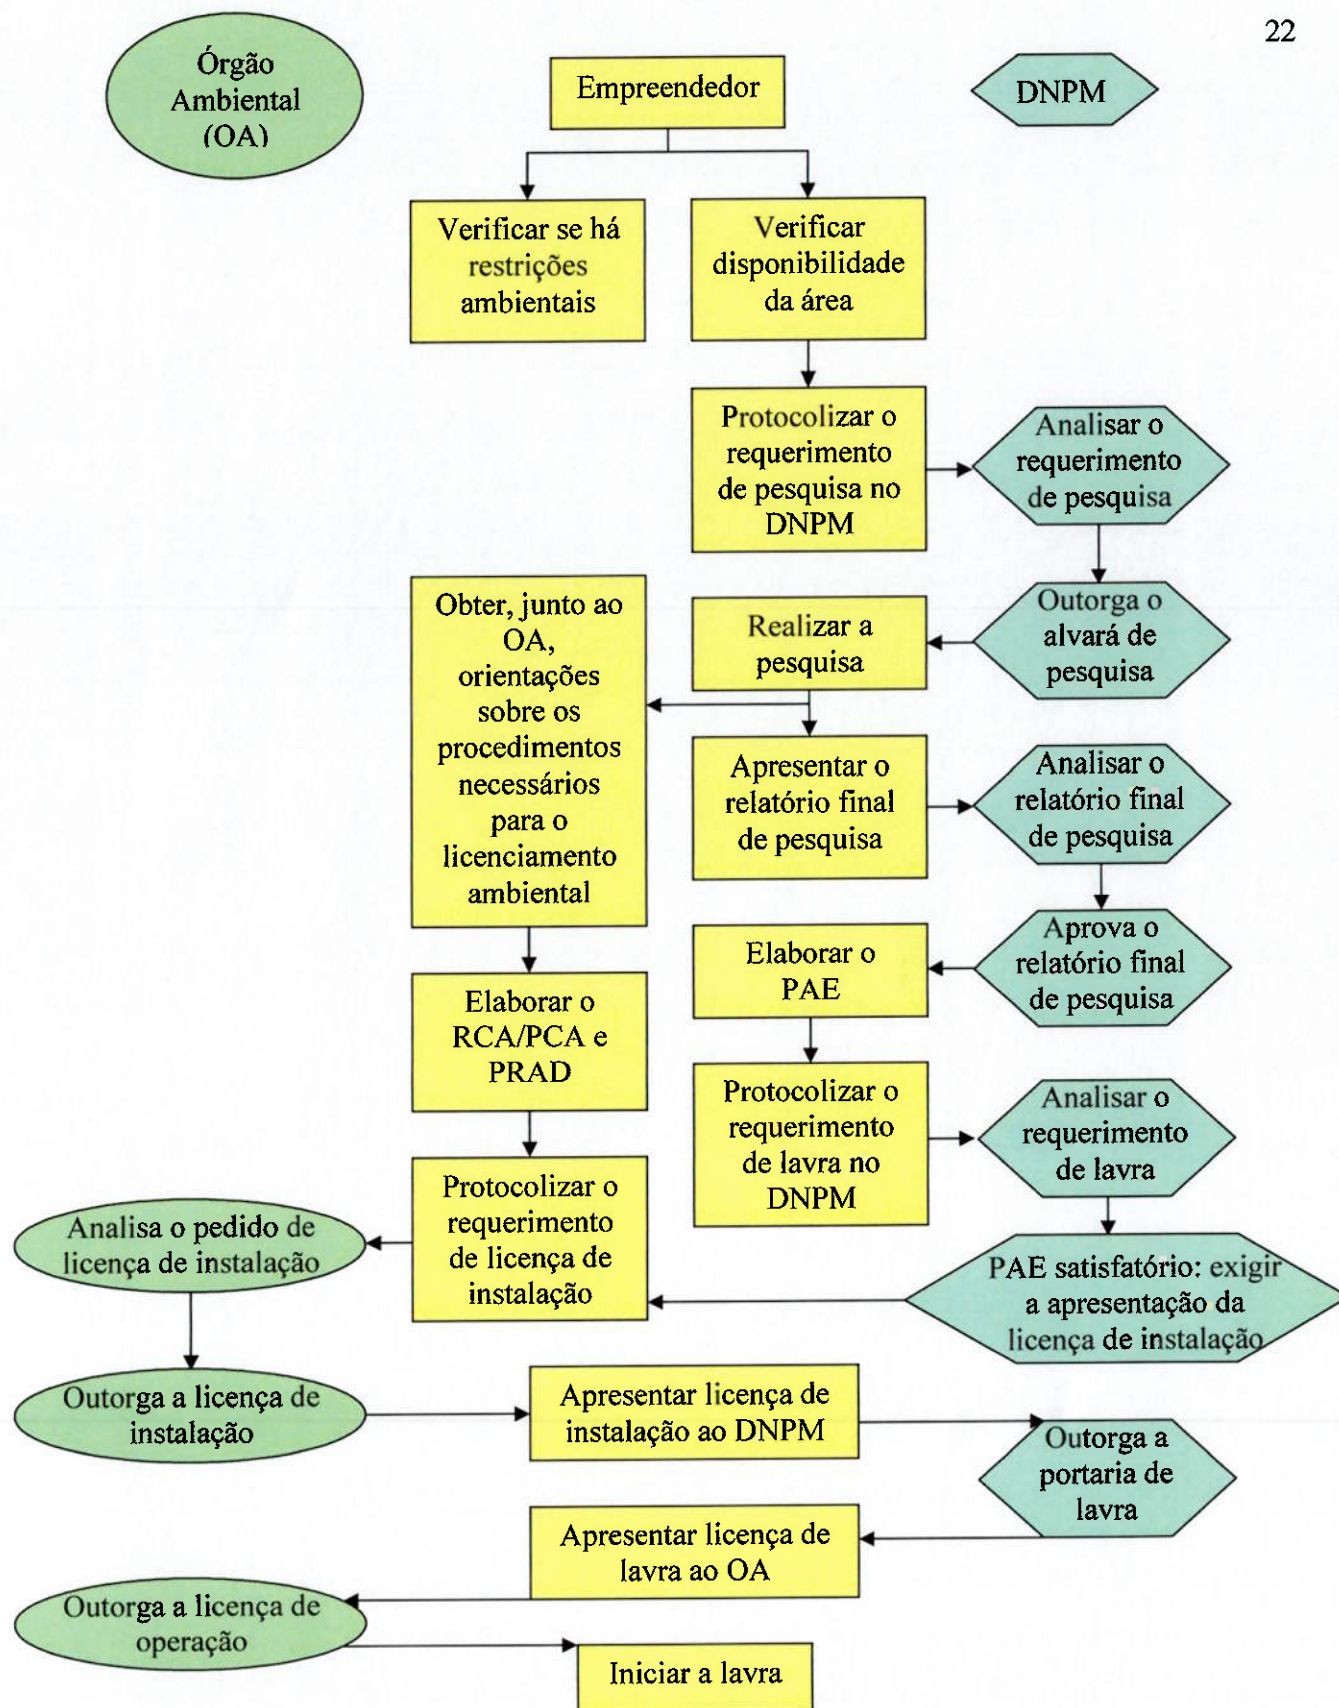 22
Órgão
Ambiental
(OA)
Empreendedor
DNPM
Verificar se há
restrições
ambientais
Verificar
disponibilidade
da área
Protocolizar o
requerimento
de pesquisa no
DNPM
Analisar o
requerimento
de pesquisa
Obter, junto ao
OA,
orientações
sobre os
procedimentos
necessários
para o
licenciamento
ambiental
Realizar a
pesquisa
Outorga o
alvará de
pesquisa
Apresentar o
relatório final
de pesquisa
Analisar o
relatório final
de pesquisa
Elaborar o
PAE
Aprova o
relatório final
de pesquisa
Elaborar o
RCA/PCA e
PRAD
Protocolizar o
requerimento
de lavra no
DNPM
Analisar o
requerimento
de lavra
Analisa o pedido de
licença de instalação
Protocolizar o
requerimento
de licença de
instalação
PAE satisfatório: exigir
a apresentação da
licença de instalação
Outorga a licença de
instalação
Apresentar licença de
instalação ao DNPM
Outorga a
portaria de
lavra
Apresentar licença de
lavra ao OA
Outorga a licença de
operação
Iniciar a lavra